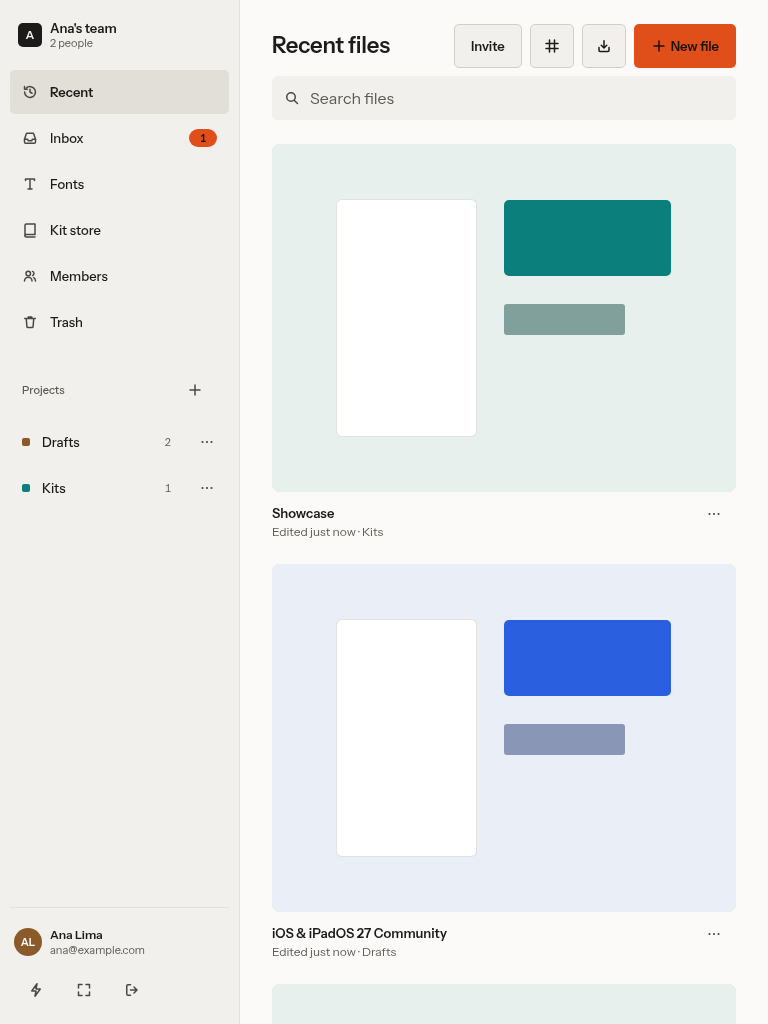 A
Ana's team
2 people
Recent
Inbox
1
Fonts
Kit store
Members
Trash
Projects
Drafts
2
Kits
1
AL
Ana Lima
ana@example.com
Recent files
Invite
New file
Search files
Showcase
Edited just now · Kits
iOS & iPadOS 27 Community
Edited just now · Drafts